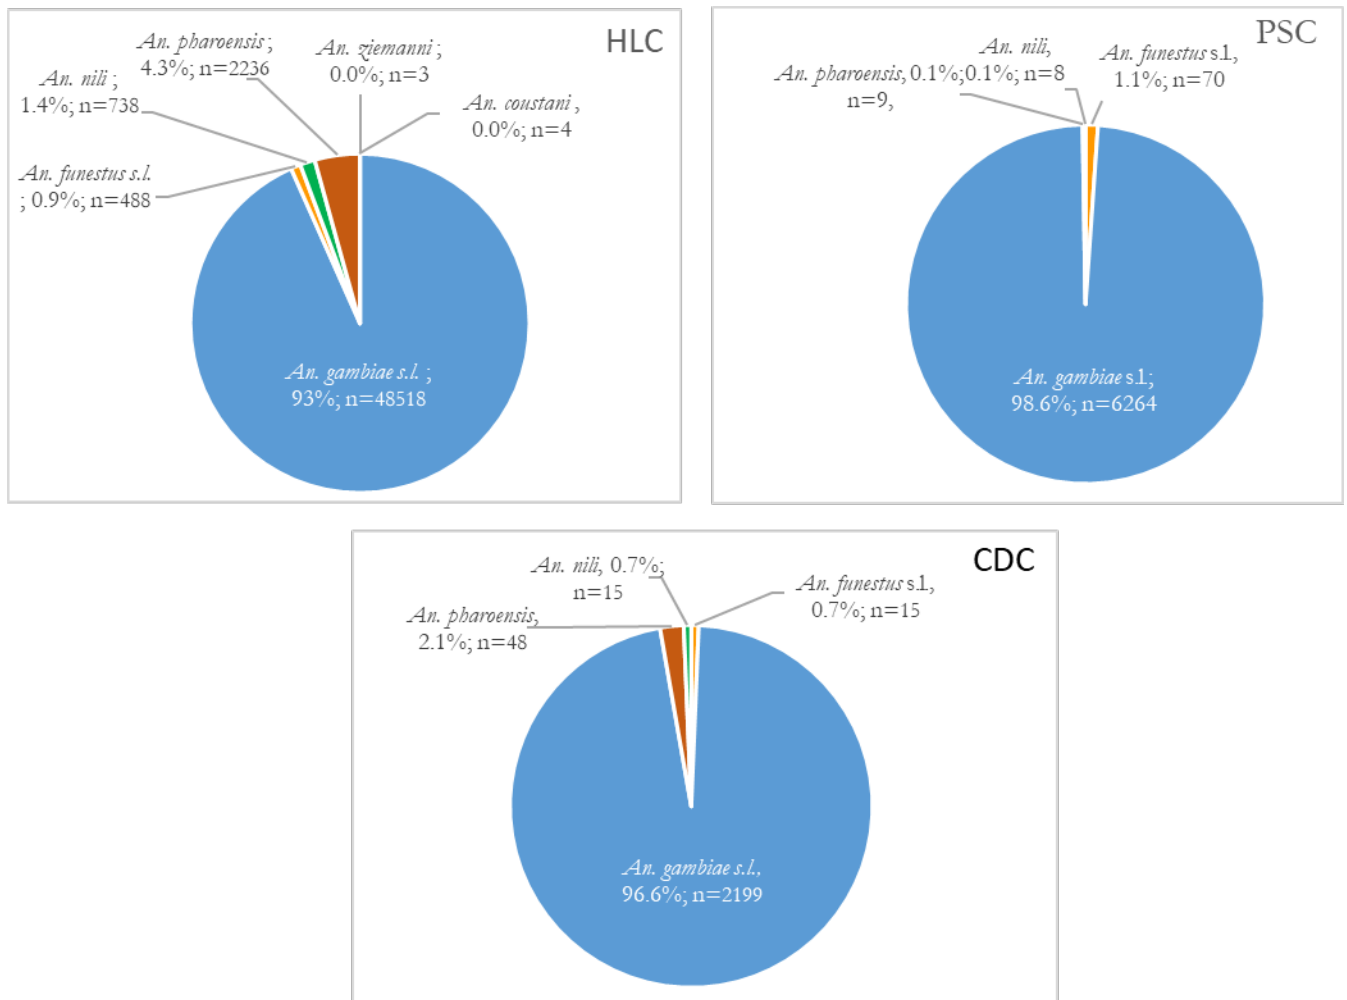 HLC
An. pharoensis ;
4.3%; n=2236
An. ziemanni ;
0.0%; n=3
An. nili ;
1.4%; n=738
An. coustani ,
0.0%; n=4
An. funestus s.l.
; 0.9%; n=488
An. gambiae s.l. ;
93%; n=48518
PSC
An. nili,
0.1%; n=8
An. funestus s.l,
1.1%; n=70
An. pharoensis, 0.1%;
n=9,
An. gambiae s.l;
98.6%; n=6264
CDC
An. nili, 0.7%;
n=15
An. funestus s.l,
0.7%; n=15
An. pharoensis,
2.1%; n=48
An. gambiae s.l.,
96.6%; n=2199